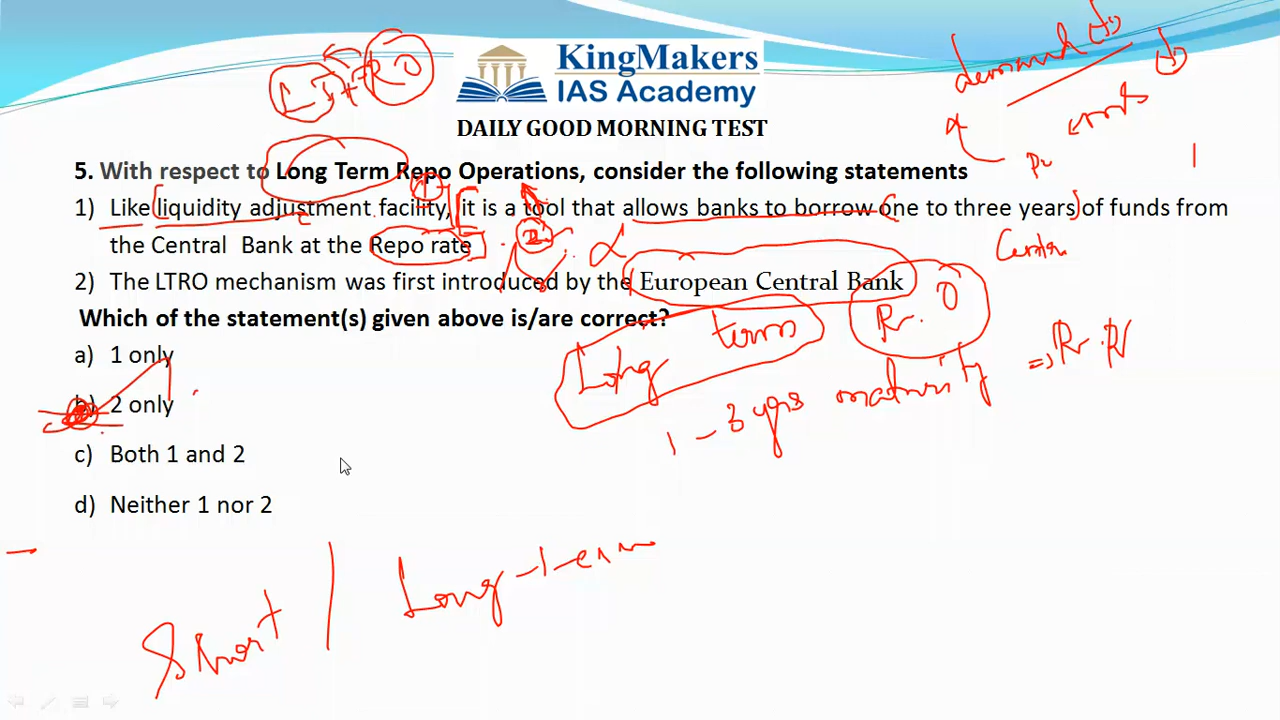 KingMakers
IAS Academy
DAILY GOOD MORNING TEST
LTRO
demand
5. With respect to Long Term Repo Operations, consider the following statements
1) Like liquidity adjustment facility, it is a tool that allows banks to borrow one to three years of funds from
the Central Bank at the Repo rate
2) The LTRO mechanism was first introduced by the European Central Bank
Which of the statement(s) given above is/are correct?
a) 1 only
b) 2 only
c) Both 1 and 2
d) Neither 1 nor 2
Long term Rr. O
1 - 3 yrs maturity => Rr. R
Short | Long-term